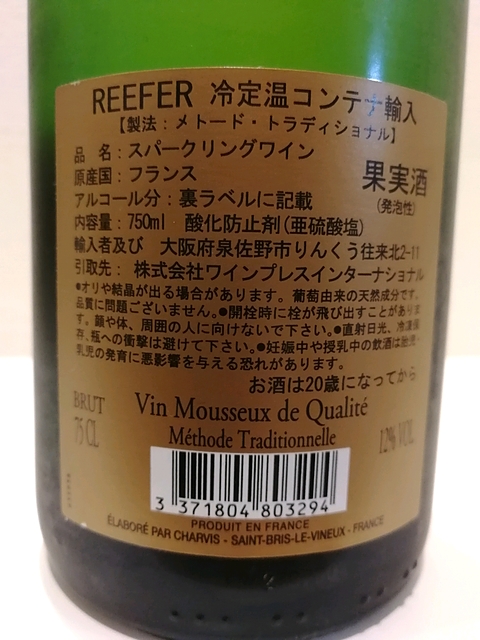 REEFER 冷定温コンテナ輸入
【製法：メトード・トラディショナル】
品 名：スパークリングワイン
原産国：フランス
果実酒
(発泡性)
アルコール分：裏ラベルに記載
内容量：750ml 酸化防止剤(亜硫酸塩)
輸入者及び 大阪府泉佐野市りんくう往来北2-11
引取先： 株式会社ワインプレスインターナショナル
●オリや結晶が出る場合があります。葡萄由来の天然成分です。
品質に問題ございません。●開栓時に栓が飛び出すことがありま
す。顔や体、周囲の人に向けないで下さい。●直射日光、冷凍保
存、瓶への衝撃は避けて下さい。●妊娠中や授乳中の飲酒は胎児・
乳児の発育に悪影響を与える恐れがあります。
お酒は20歳になってから
BRUT
75 CL
Vin Mousseux de Qualité
Méthode Traditionnelle
12% VOL.
3 371804 803294
PRODUIT EN FRANCE
ÉLABORÉ PAR CHARVIS - SAINT-BRIS-LE-VINEUX - FRANCE